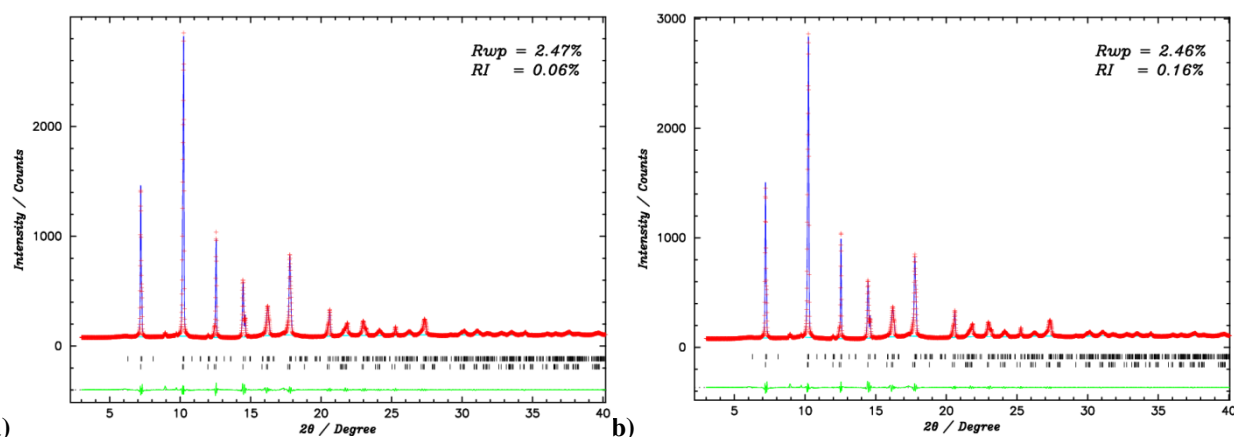 Rwp = 2.47%
RI = 0.06%
Intensity / Counts
2000
1000
0
5 10 15 20 25 30 35 40
2θ / Degree
)
Rwp = 2.46%
RI = 0.16%
Intensity / Counts
3000
2000
1000
0
5 10 15 20 25 30 35 40
2θ / Degree
b)